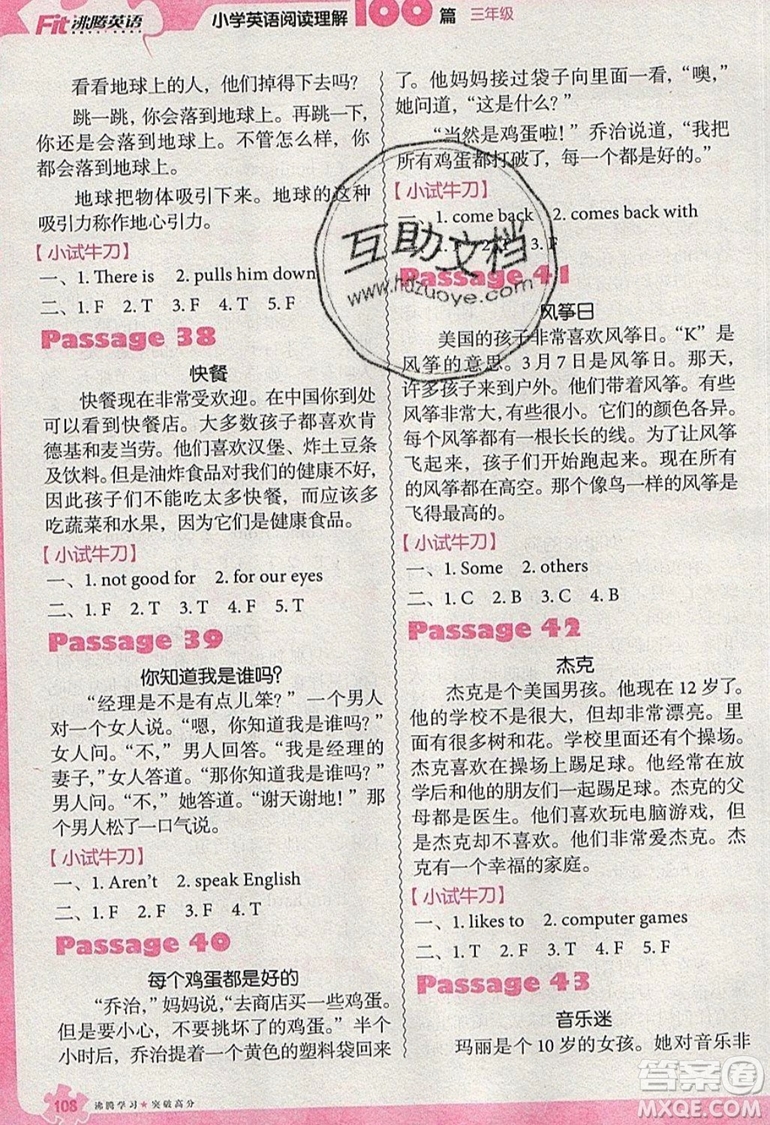 Fit 沸腾英语
小学英语阅读理解100篇 三年级
看看地球上的人，他们掉得下去吗？
跳一跳，你会落到地球上。再跳一下，
你还是会落到地球上。不管怎么样，你
都会落到地球上。
地球把物体吸引下来。地球的这种
吸引力称作地心引力。
【小试牛刀】
一、1. There is 2. pulls him down
二、1. F 2. T 3. T 4. T 5. F
Passage 38
快餐
快餐现在非常受欢迎。在中国你到处
可以看到快餐店。大多数孩子都喜欢肯
德基和麦当劳。他们喜欢汉堡、炸土豆条
及饮料。但是油炸食品对我们的健康不好，
因此孩子们不能吃太多快餐，而应该多
吃蔬菜和水果，因为它们是健康食品。
【小试牛刀】
一、1. not good for 2. for our eyes
二、1. F 2. T 3. T 4. F 5. T
Passage 39
你知道我是谁吗？
“经理是不是有点儿笨？”一个男人
对一个女人说。“嗯，你知道我是谁吗？”
女人问。“不，”男人回答。“我是经理的
妻子，”女人答道。“那你知道我是谁吗？”
男人问。“不，”她答道。“谢天谢地！”那
个男人松了一口气说。
【小试牛刀】
一、1. Aren't 2. speak English
二、1. T 2. F 3. F 4. T
Passage 40
每个鸡蛋都是好的
“乔治，”妈妈说，“去商店买一些鸡蛋。
但是要小心，不要挑坏了的鸡蛋。”半个
小时后，乔治提着一个黄色的塑料袋回来
了。他妈妈接过袋子向里面一看，“噢，”
她问道，“这是什么？”
“当然是鸡蛋啦！”乔治说道，“我把
所有鸡蛋都打破了，每一个都是好的。”
【小试牛刀】
一、1. come back 2. comes back with
二、1. T 2. F
Passage 41
风筝日
美国的孩子非常喜欢风筝日。“K”是
风筝的意思。3月7日是风筝日。那天，
许多孩子来到户外。他们带着风筝。有些
风筝非常大，有些很小。它们的颜色各异。
每个风筝都有一根长长的线。为了让风筝
飞起来，孩子们开始跑起来。现在所有
的风筝都在高空。那个像鸟一样的风筝是
飞得最高的。
【小试牛刀】
一、1. Some 2. others
二、1. C 2. B 3. B 4. C 5. B
Passage 42
杰克
杰克是个美国男孩。他现在12岁了。
他的学校不是很大，但却非常漂亮。学校
里面有很多树和花。学校里还有个操场。
杰克喜欢在操场上踢足球。他经常在放
学后和他的朋友们一起踢足球。杰克的父
母都是医生。他们喜欢玩电脑游戏，但是
杰克却不喜欢。他们非常爱杰克。杰
克有一个幸福的家庭。
【小试牛刀】
一、1. likes to 2. computer games
二、1. T 2. F 3. F 4. T 5. T
Passage 43
音乐迷
玛丽是个10岁的女孩。她对音乐非
108 沸腾学习★突破高分
互助文档
www.hdzuoye.com
作业精灵
MXQE.COM